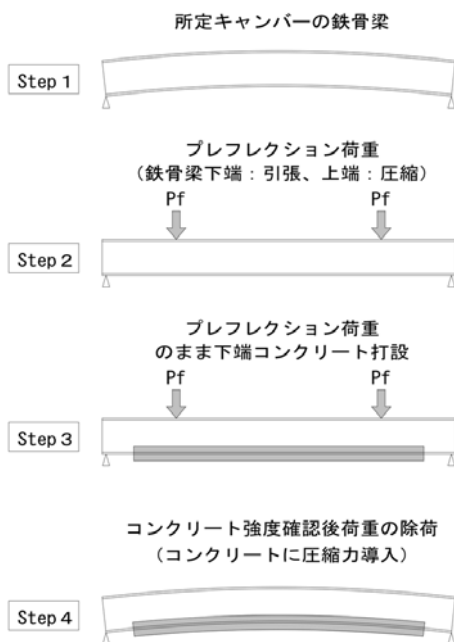 所定キャンバーの鉄骨梁
Step 1
プレフレクション荷重
(鉄骨梁下端：引張、上端：圧縮)
Pf Pf
Step 2
プレフレクション荷重
のまま下端コンクリート打設
Pf Pf
Step 3
コンクリート強度確認後荷重の除荷
(コンクリートに圧縮力導入)
Step 4